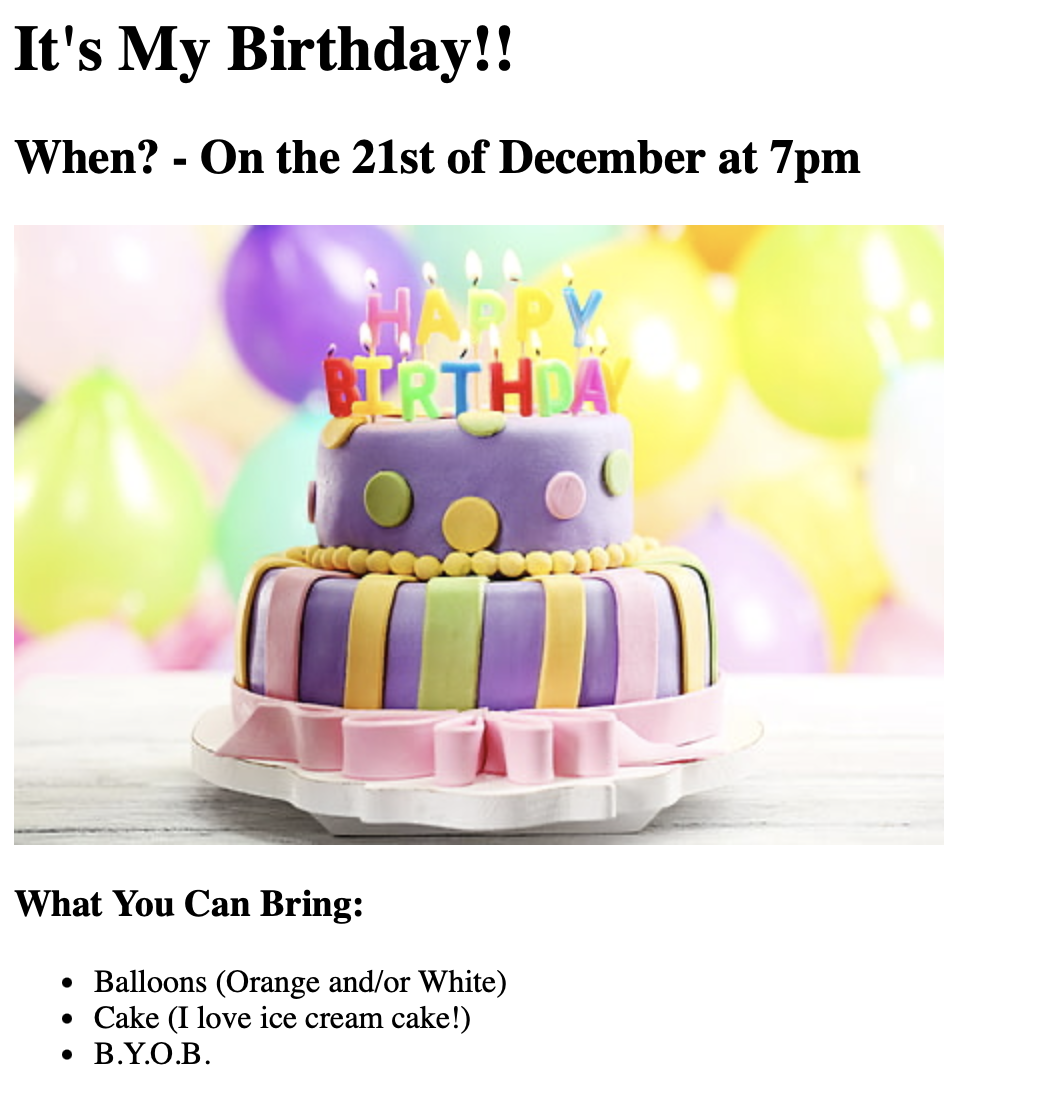 It's My Birthday!!
When? - On the 21st of December at 7pm
HAPPY
BIRTHDAY
What You Can Bring:
Balloons (Orange and/or White)
Cake (I love ice cream cake!)
B.Y.O.B.